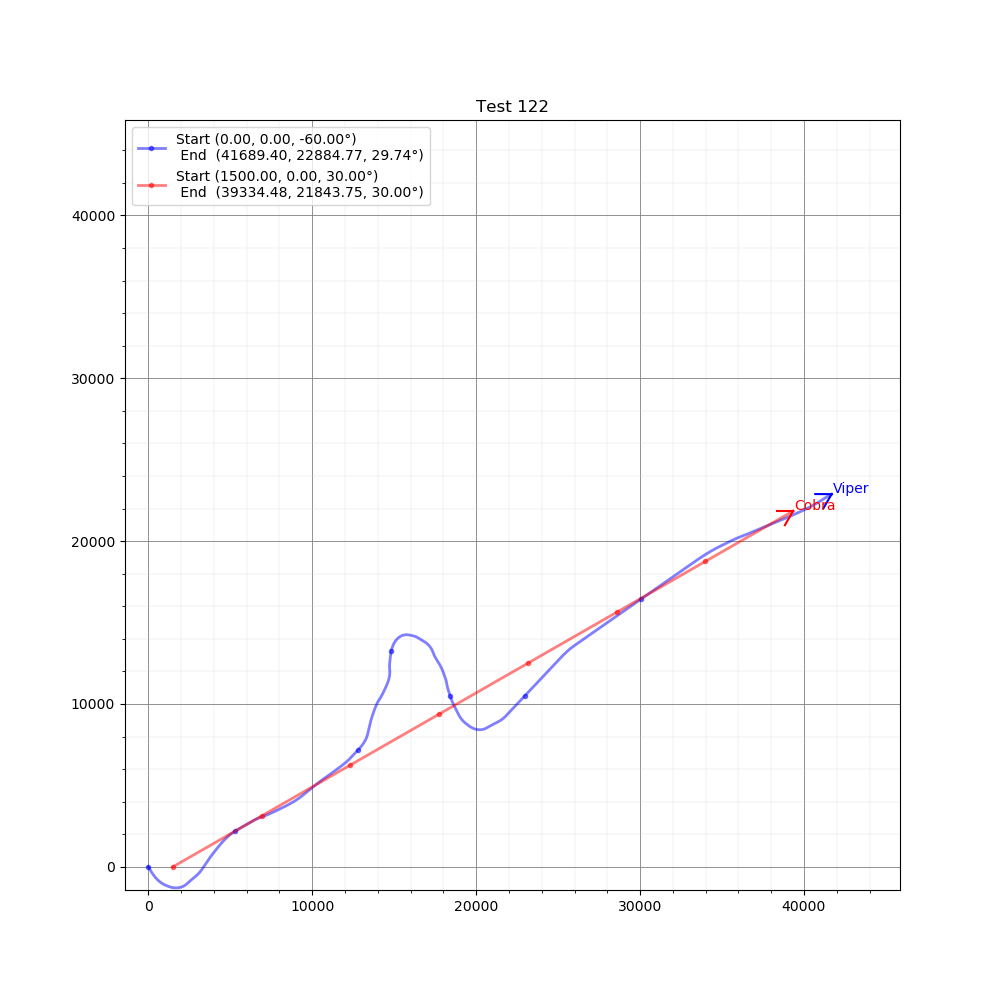 Test 122
Start (0.00, 0.00, -60.00°)
End (41689.40, 22884.77, 29.74°)
Start (1500.00, 0.00, 30.00°)
End (39334.48, 21843.75, 30.00°)
40000
30000
20000
10000
0
Viper
Cobra
0 10000 20000 30000 40000